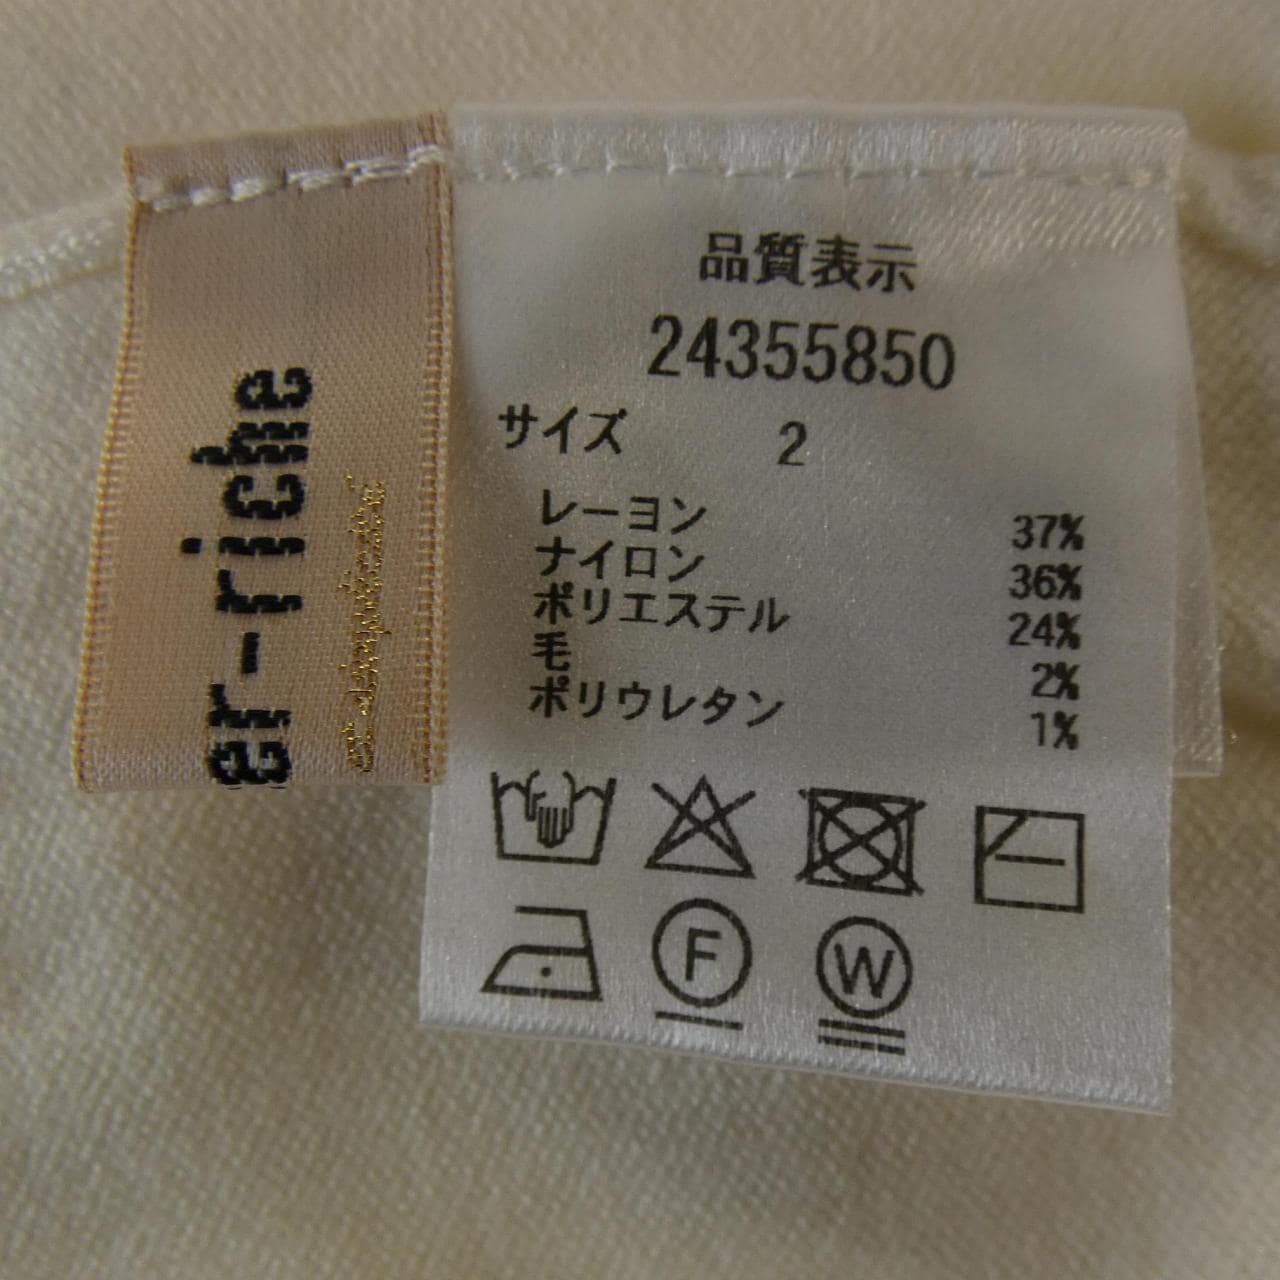 er-riche
品質表示
24355850
サイズ 2
レーヨン 37%
ナイロン 36%
ポリエステル 24%
毛 2%
ポリウレタン 1%
F
W